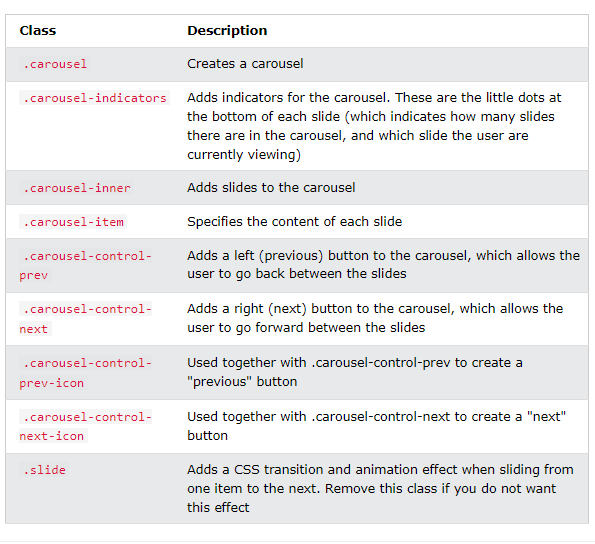 Class Description
.carousel Creates a carousel
.carousel-indicators Adds indicators for the carousel. These are the little dots at
the bottom of each slide (which indicates how many slides
there are in the carousel, and which slide the user are
currently viewing)
.carousel-inner Adds slides to the carousel
.carousel-item Specifies the content of each slide
.carousel-control- Adds a left (previous) button to the carousel, which allows the
prev user to go back between the slides
.carousel-control- Adds a right (next) button to the carousel, which allows the
next user to go forward between the slides
.carousel-control- Used together with .carousel-control-prev to create a
prev-icon "previous" button
.carousel-control- Used together with .carousel-control-next to create a "next"
next-icon button
.slide Adds a CSS transition and animation effect when sliding from
one item to the next. Remove this class if you do not want
this effect